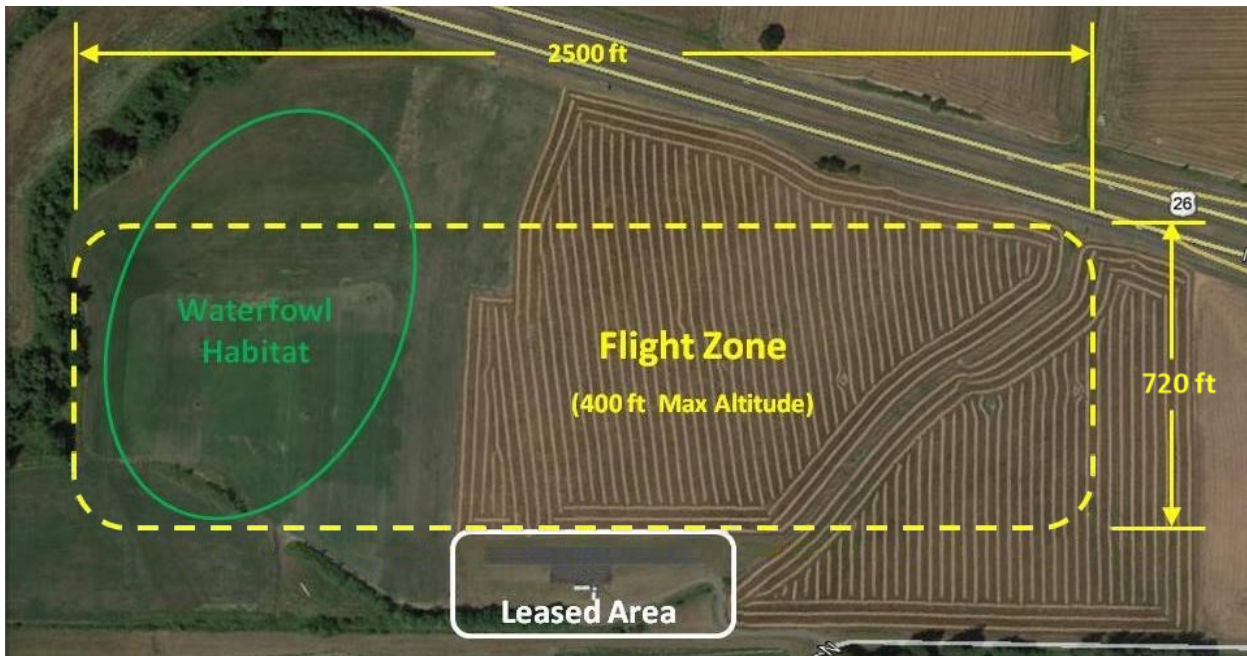 2500 ft
26
Waterfowl
Habitat
Flight Zone
(400 ft  Max Altitude)
720 ft
Leased Area